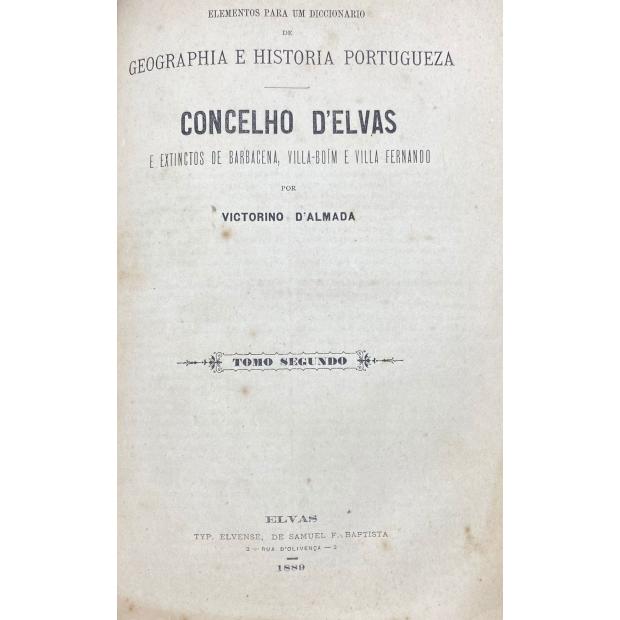 ELEMENTOS PARA UM DICCIONARIO
DE
GEOGRAPHIA E HISTORIA PORTUGUEZA
CONCELHO D'ELVAS
E EXTINCTOS DE BARBACENA, VILLA-BOÍM E VILLA FERNANDO
POR
VICTORINO D'ALMADA
TOMO SEGUNDO
ELVAS
TYP. ELVENSE, DE SAMUEL F. BAPTISTA
2 — RUA D'OLIVENÇA — 2
1889